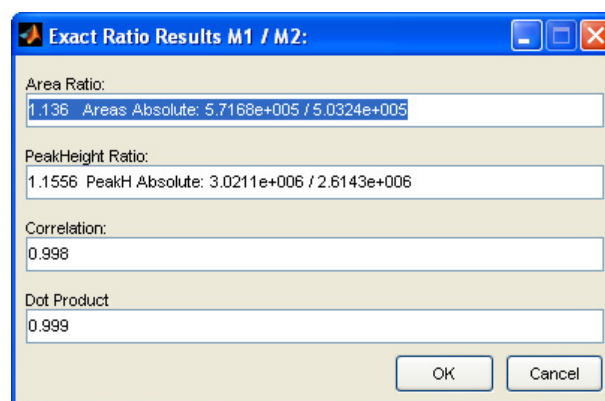 Exact Ratio Results M1 / M2:
Area Ratio:
1.136 Areas Absolute: 5.7168e+005 / 5.0324e+005
PeakHeight Ratio:
1.1556 PeakH Absolute: 3.0211e+006 / 2.6143e+006
Correlation:
0.998
Dot Product
0.999
OK Cancel